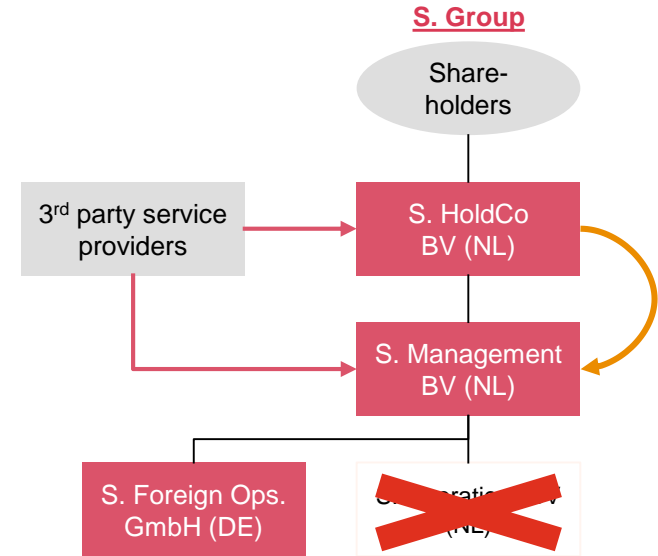 S. Group
Share-
holders
3rd party service
providers
S. HoldCo
BV (NL)
S. Management
BV (NL)
S. Foreign Ops.
GmbH (DE)
(NL)